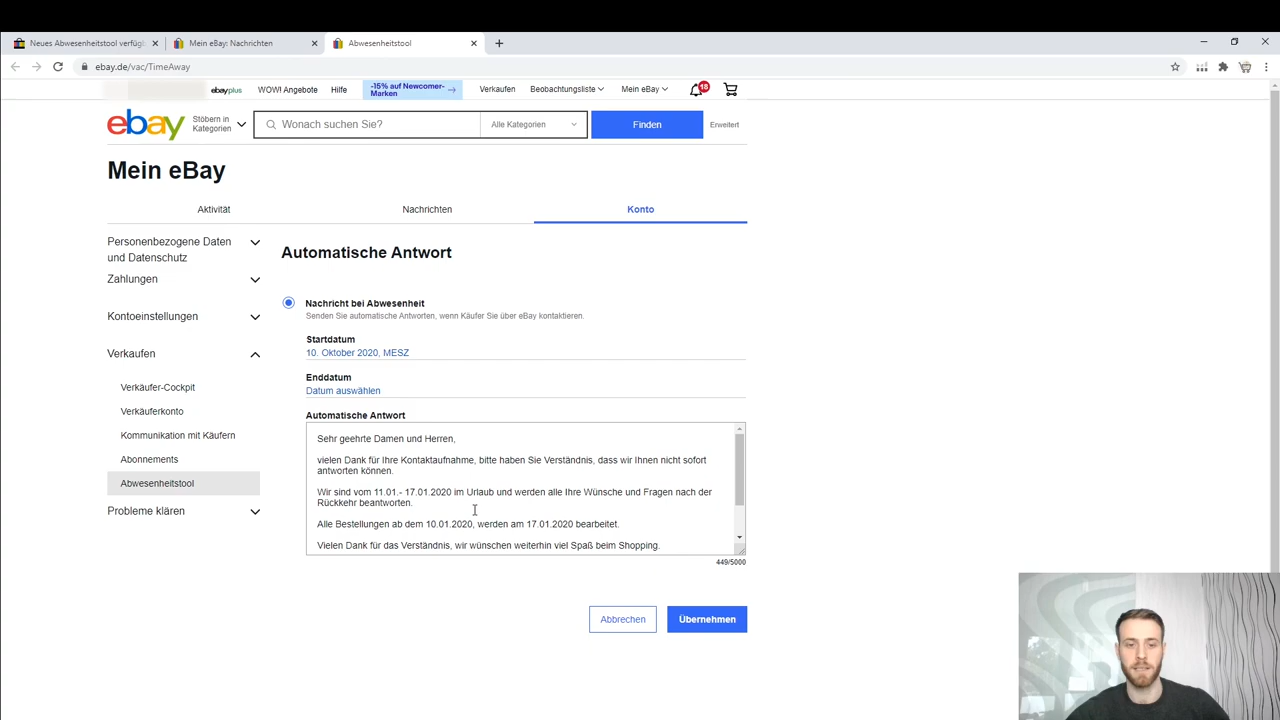 Neues Abwesenheitstool verfügb
Mein eBay: Nachrichten
Abwesenheitstool
ebay.de/vac/TimeAway
ebayplus
WOW! Angebote
Hilfe
-15% auf Newcomer-
Marken
Verkaufen
Beobachtungsliste
Mein eBay
18
ebay
Stöbern in
Kategorien
Wonach suchen Sie?
Alle Kategorien
Finden
Erweitert
Mein eBay
Aktivität
Nachrichten
Konto
Personenbezogene Daten
und Datenschutz
Zahlungen
Kontoeinstellungen
Verkaufen
Verkäufer-Cockpit
Verkäuferkonto
Kommunikation mit Käufern
Abonnements
Abwesenheitstool
Probleme klären
Automatische Antwort
Nachricht bei Abwesenheit
Senden Sie automatische Antworten, wenn Käufer Sie über eBay kontaktieren.
Startdatum
10. Oktober 2020, MESZ
Enddatum
Datum auswählen
Automatische Antwort
Sehr geehrte Damen und Herren,
vielen Dank für Ihre Kontaktaufnahme, bitte haben Sie Verständnis, dass wir Ihnen nicht sofort
antworten können.
Wir sind vom 11.01.- 17.01.2020 im Urlaub und werden alle Ihre Wünsche und Fragen nach der
Rückkehr beantworten.
Alle Bestellungen ab dem 10.01.2020, werden am 17.01.2020 bearbeitet.
Vielen Dank für das Verständnis, wir wünschen weiterhin viel Spaß beim Shopping.
449/5000
Abbrechen
Übernehmen